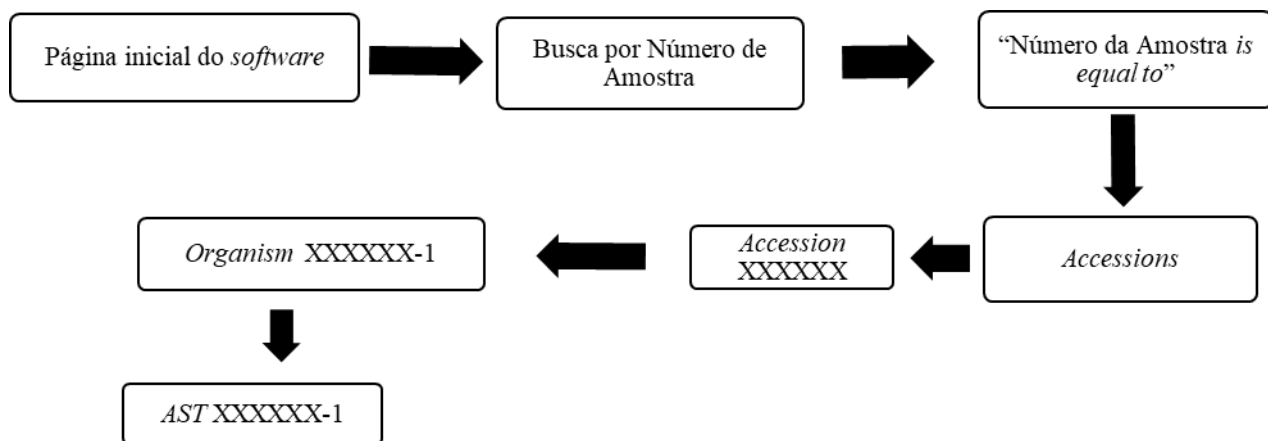 Página inicial do software
Busca por Número de
Amostra
“Número da Amostra is
equal to”
Accessions
Accession
XXXXXX
Organism XXXXXX-1
AST XXXXXX-1